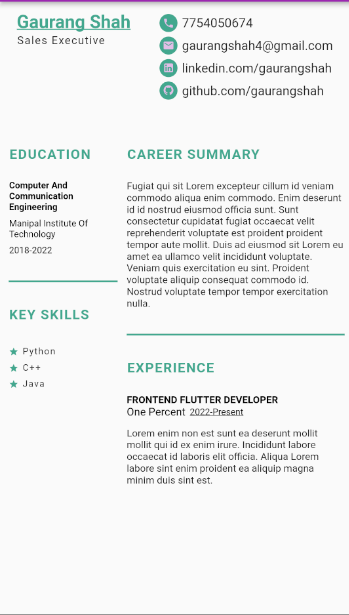 Gaurang Shah
Sales Executive
7754050674
gaurangshah4@gmail.com
linkedin.com/gaurangshah
github.com/gaurangshah
EDUCATION
Computer And
Communication
Engineering
Manipal Institute Of
Technology
2018-2022
KEY SKILLS
Python
C++
Java
CAREER SUMMARY
Fugiat qui sit Lorem excepteur cillum id veniam
commodo aliqua enim commodo. Enim deserunt
id id nostrud eiusmod officia sunt. Sunt
consectetur cupidatat fugiat occaecat velit
reprehenderit voluptate est proident proident
tempor aute mollit. Duis ad eiusmod sit Lorem eu
amet ea ullamco velit incididunt voluptate.
Veniam quis exercitation eu sint. Proident
voluptate aliquip consequat commodo id.
Nostrud voluptate tempor tempor exercitation
nulla.
EXPERIENCE
FRONTEND FLUTTER DEVELOPER
One Percent 2022-Present
Lorem enim non est sunt ea deserunt mollit
mollit qui id ex enim irure. Incididunt labore
occaecat id laboris elit officia. Aliqua Lorem
labore sint enim proident ea aliquip magna
minim duis sint est.